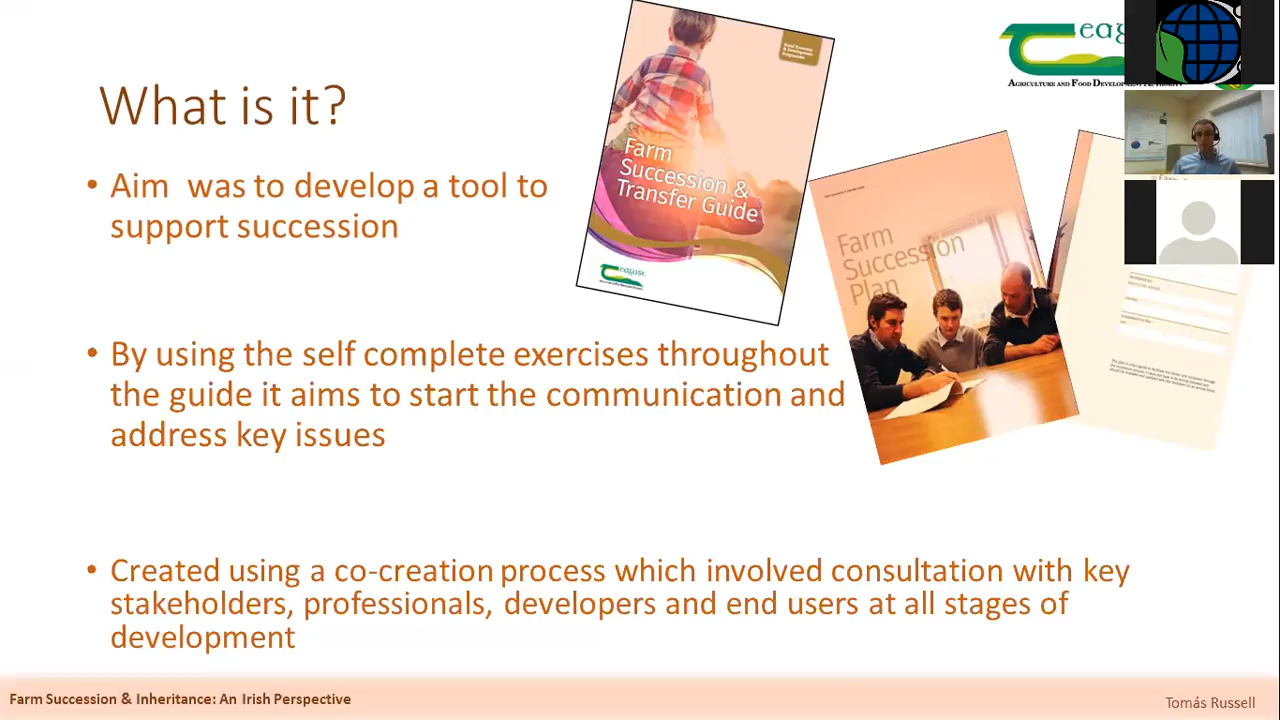 What is it?
• Aim was to develop a tool to
support succession
• By using the self complete exercises throughout
the guide it aims to start the communication and
address key issues
• Created using a co-creation process which involved consultation with key
stakeholders, professionals, developers and end users at all stages of
development
Farm
Succession &
Transfer Guide
Farm
Succession
Plan
AGRICULTURE AND FOOD DEVELOPMENT AUTHORITY
Farm Succession & Inheritance: An Irish Perspective
Tomás Russell